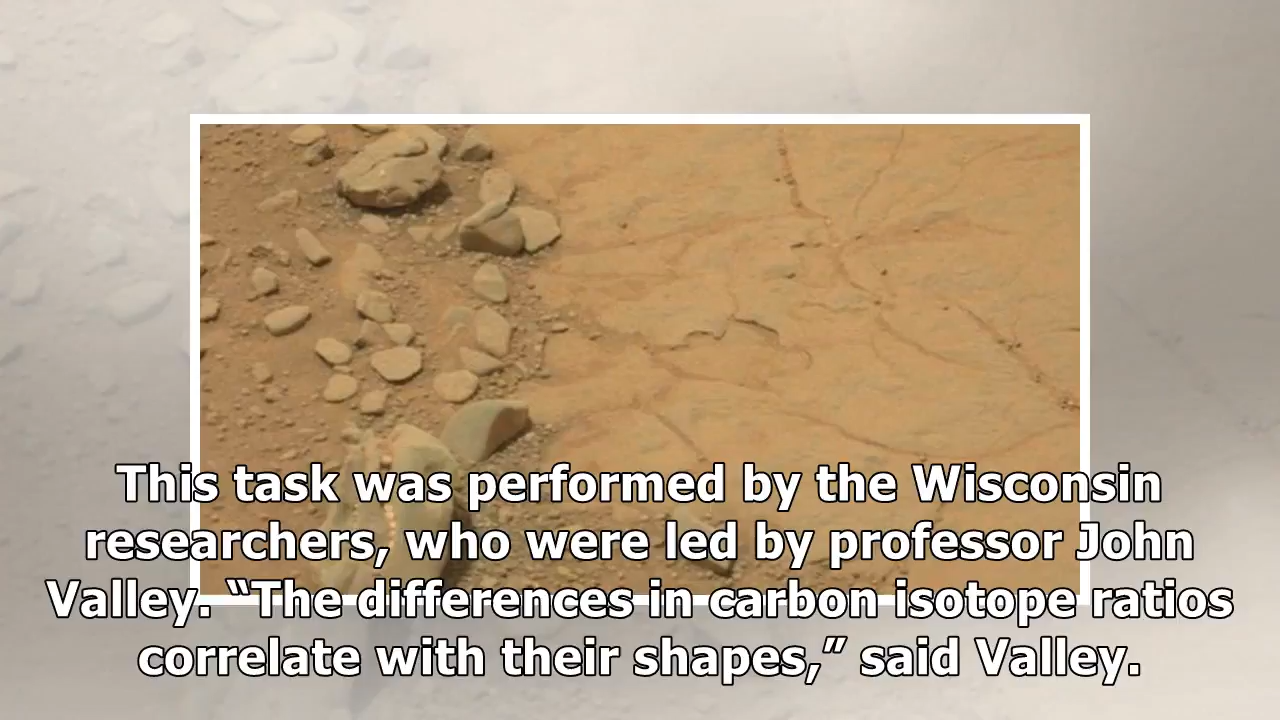 This task was performed by the Wisconsin
researchers, who were led by professor John
Valley. “The differences in carbon isotope ratios
correlate with their shapes,” said Valley.